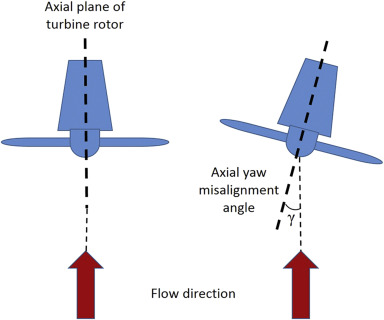 Axial plane of
turbine rotor
Axial yaw
misalignment
angle
γ
Flow direction